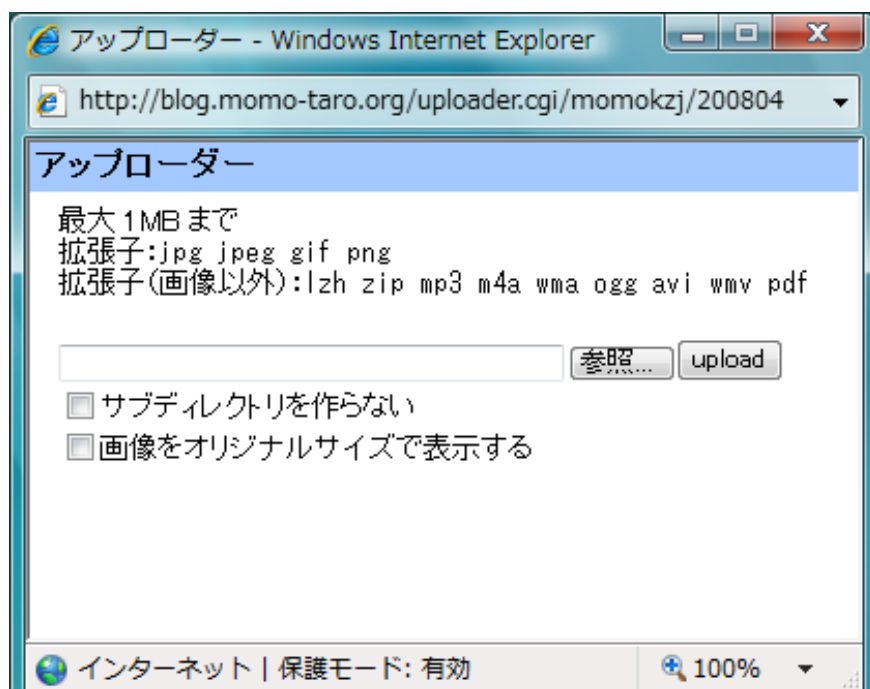 アップローダー - Windows Internet Explorer
http://blog.momo-taro.org/uploader.cgi/momokzj/200804
アップローダー
最大1MBまで
拡張子:jpg jpeg gif png
拡張子(画像以外):lzh zip mp3 m4a wma ogg avi wmv pdf
参照... upload
サブディレクトリを作らない
画像をオリジナルサイズで表示する
インターネット | 保護モード: 有効 100%